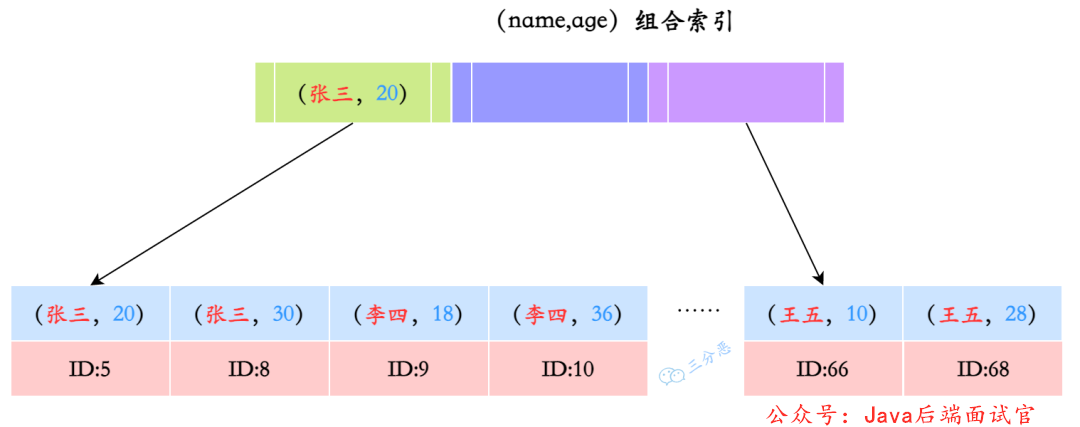 （name,age）组合索引
（张三，20）
（张三，20）（张三，30）（李四，18）（李四，36）……（王五，10）（王五，28）
ID:5 ID:8 ID:9 ID:10 ID:66 ID:68
三分恶
公众号：Java后端面试官